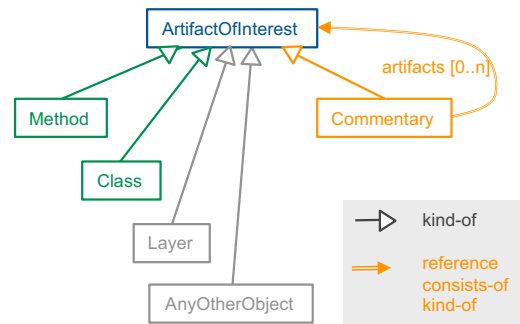 ArtifactOfInterest
artifacts [0..n]
Method
Commentary
Class
Layer
AnyOtherObject
kind-of
reference
consists-of
kind-of